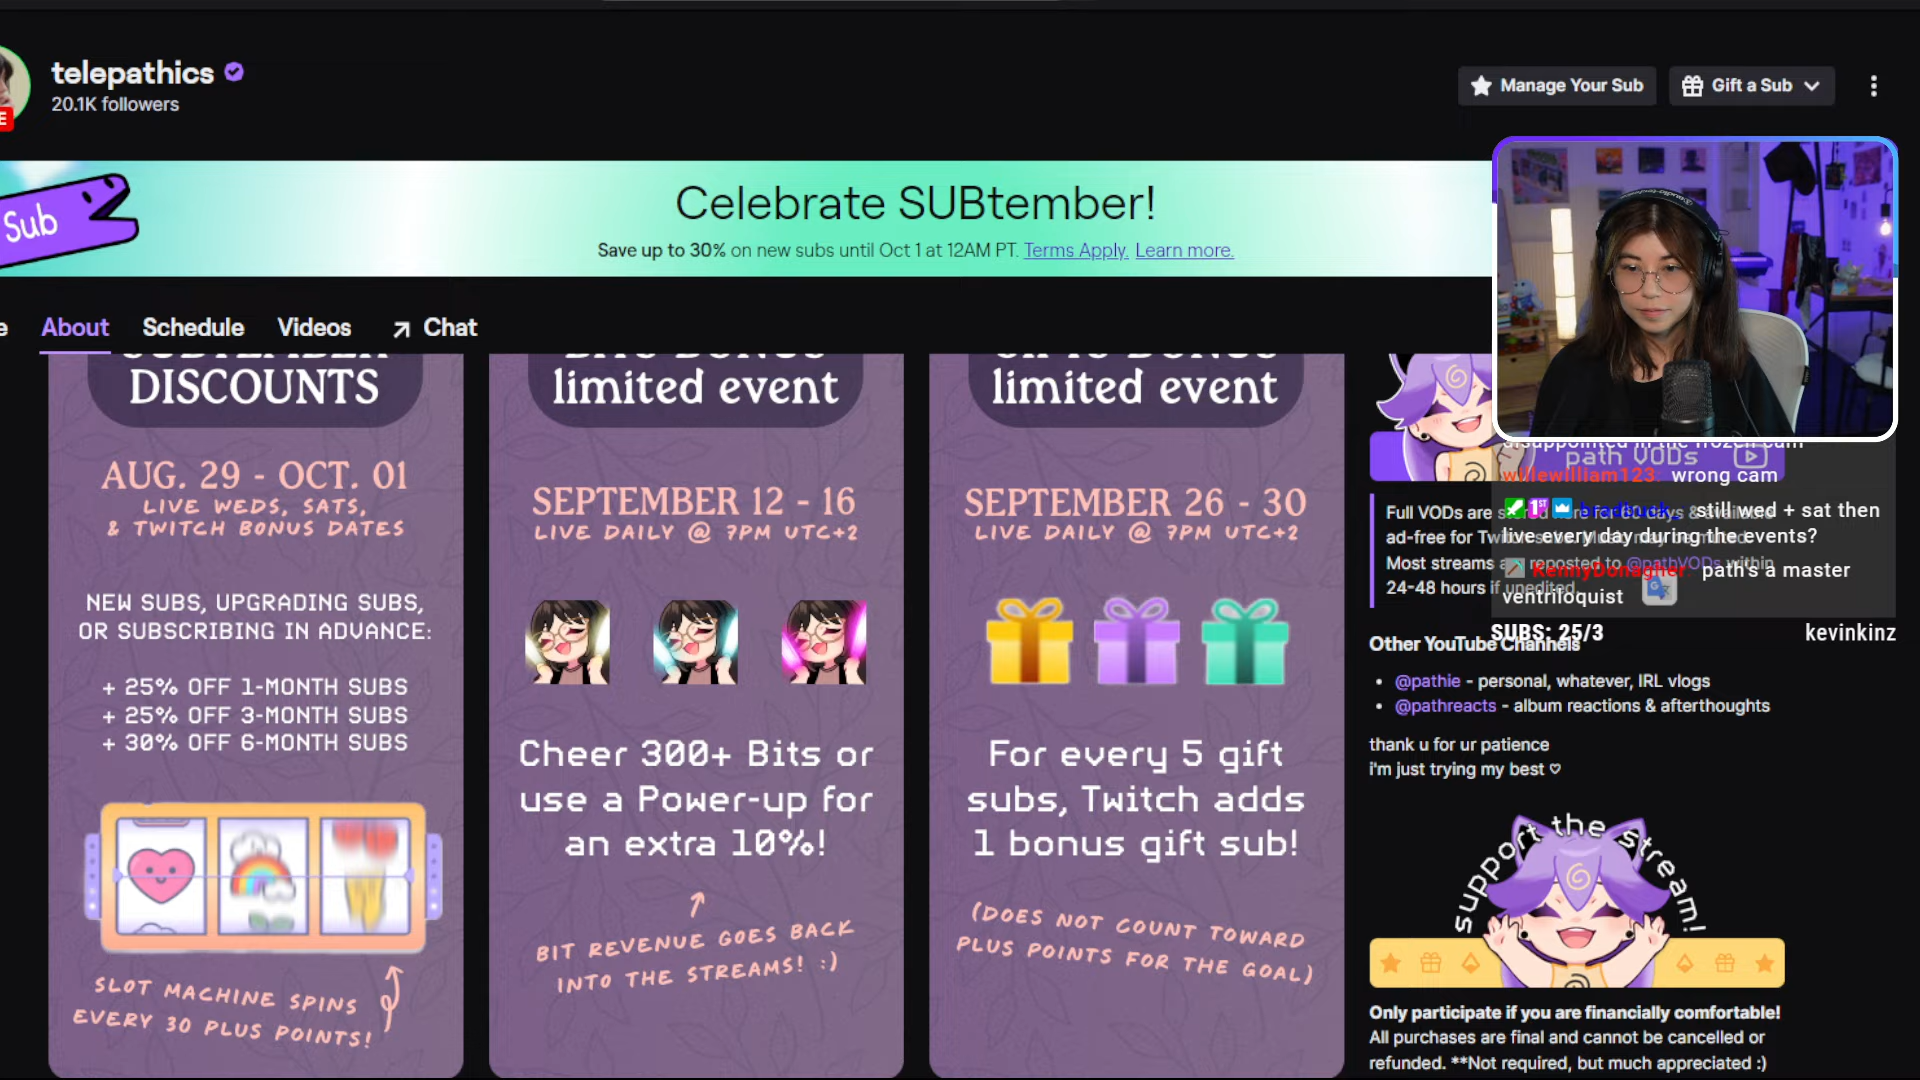 telepathics
20.1K followers
Manage Your Sub
Gift a Sub
Sub
Celebrate SUBtember!
Save up to 30% on new subs until Oct 1 at 12AM PT. Terms Apply. Learn more.
About
Schedule
Videos
Chat
DISCOUNTS
AUG. 29 - OCT. 01
LIVE WEDS, SATS,
& TWITCH BONUS DATES
NEW SUBS, UPGRADING SUBS,
OR SUBSCRIBING IN ADVANCE:
+ 25% OFF 1-MONTH SUBS
+ 25% OFF 3-MONTH SUBS
+ 30% OFF 6-MONTH SUBS
SLOT MACHINE SPINS
EVERY 30 PLUS POINTS!
limited event
SEPTEMBER 12 - 16
LIVE DAILY @ 7PM UTC+2
Cheer 300+ Bits or
use a Power-up for
an extra 10%!
BIT REVENUE GOES BACK
INTO THE STREAMS! :)
limited event
SEPTEMBER 26 - 30
LIVE DAILY @ 7PM UTC+2
For every 5 gift
subs, Twitch adds
1 bonus gift sub!
(DOES NOT COUNT TOWARD
PLUS POINTS FOR THE GOAL)
path VODs
Full VODs are
ad-free for
Most streams reposted to @pathVODs within
24-48 hours if unedited.
willewilliam123: wrong cam
still wed + sat then
live every day during the events?
KennyDonagher: path's a master
ventriloquist
SUBS: 25/3
kevinkinz
Other YouTube Channels
• @pathie - personal, whatever, IRL vlogs
• @pathreacts - album reactions & afterthoughts
thank u for ur patience
i'm just trying my best ♡
support the stream!
Only participate if you are financially comfortable!
All purchases are final and cannot be cancelled or
refunded. **Not required, but much appreciated :)